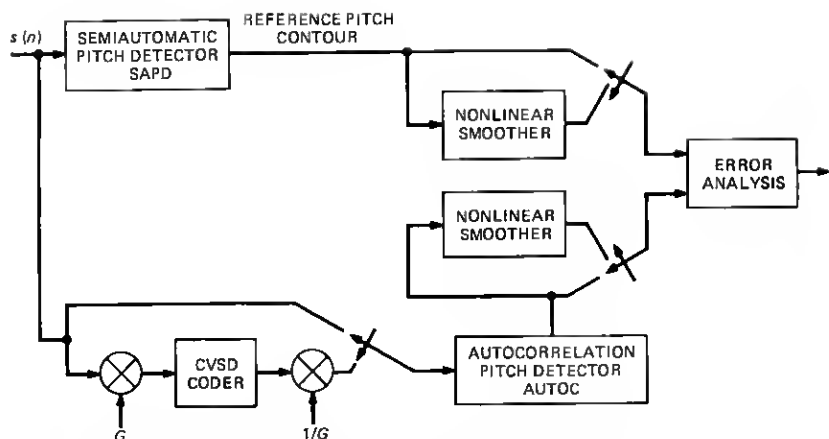 s (n)
SEMIAUTOMATIC
PITCH DETECTOR
SAPD
REFERENCE PITCH
CONTOUR
NONLINEAR
SMOOTHER
ERROR
ANALYSIS
NONLINEAR
SMOOTHER
CVSD
CODER
AUTOCORRELATION
PITCH DETECTOR
AUTOC
G
1/G